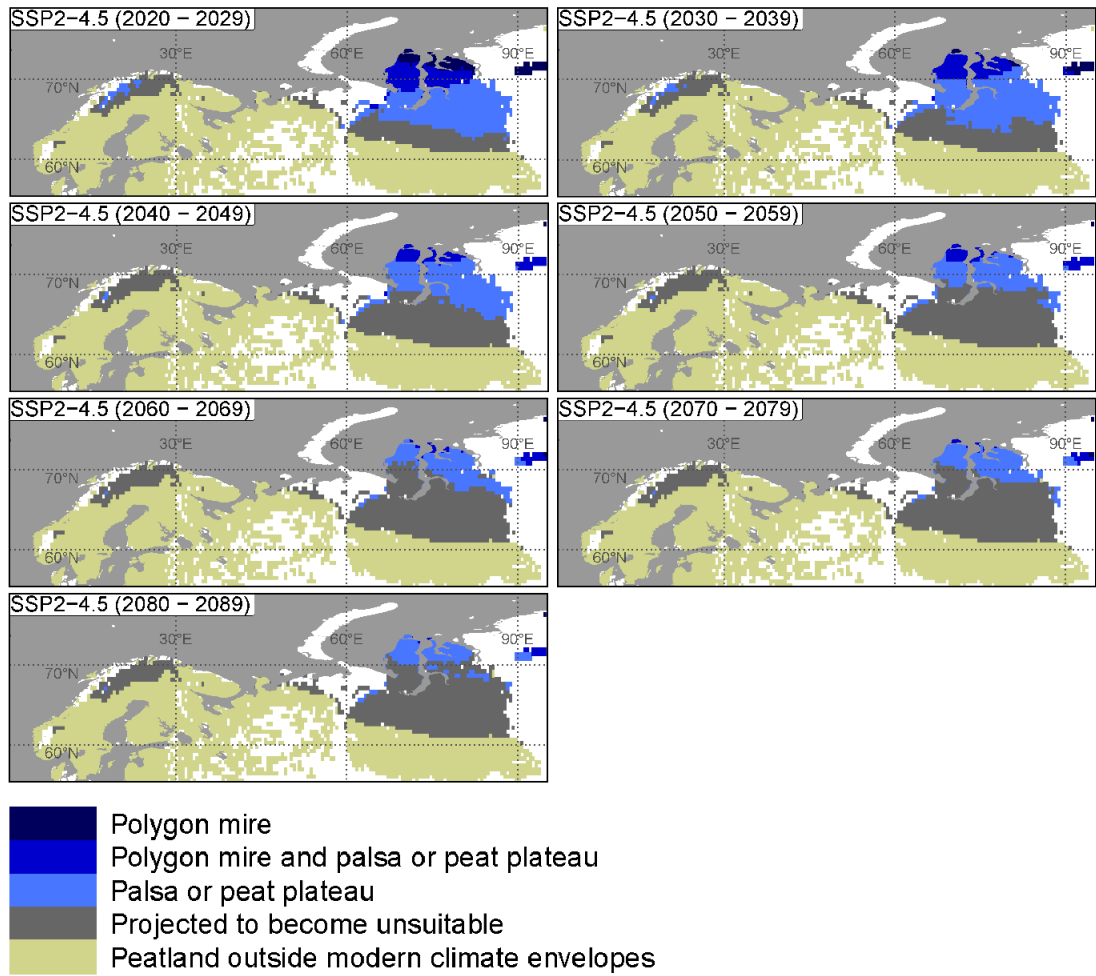 SSP2−4.5 (2020 − 2029)
30°E
60°E
90°E
70°N
60°N
SSP2−4.5 (2030 − 2039)
30°E
60°E
90°E
70°N
60°N
SSP2−4.5 (2040 − 2049)
30°E
60°E
90°E
70°N
60°N
SSP2−4.5 (2050 − 2059)
30°E
60°E
90°E
70°N
60°N
SSP2−4.5 (2060 − 2069)
30°E
60°E
90°E
70°N
60°N
SSP2−4.5 (2070 − 2079)
30°E
60°E
90°E
70°N
60°N
SSP2−4.5 (2080 − 2089)
30°E
60°E
90°E
70°N
60°N
Polygon mire
Polygon mire and palsa or peat plateau
Palsa or peat plateau
Projected to become unsuitable
Peatland outside modern climate envelopes